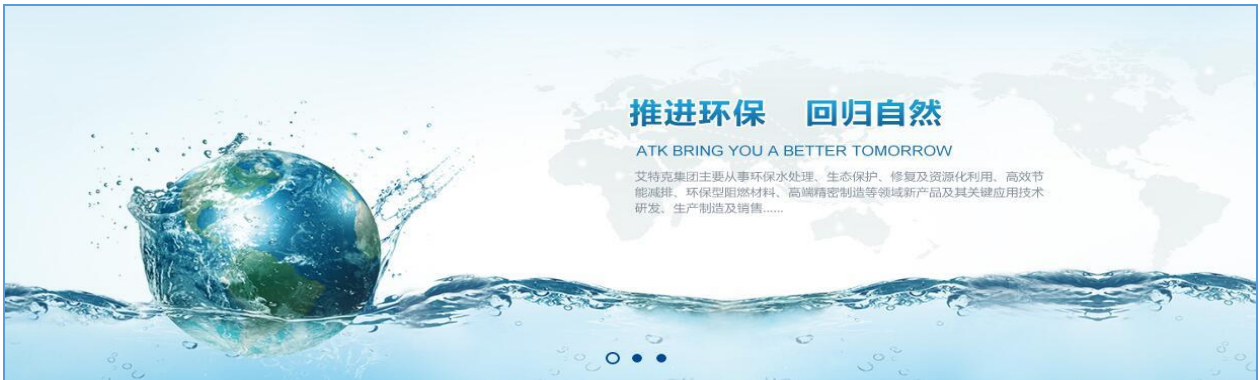 推进环保 回归自然
ATK BRING YOU A BETTER TOMORROW
艾特克集团主要从事环保水处理、生态保护、修复及资源化利用、高效节
能减排、环保型阻燃材料、高端精密制造等领域新产品及其关键应用技术
研发、生产制造及销售......